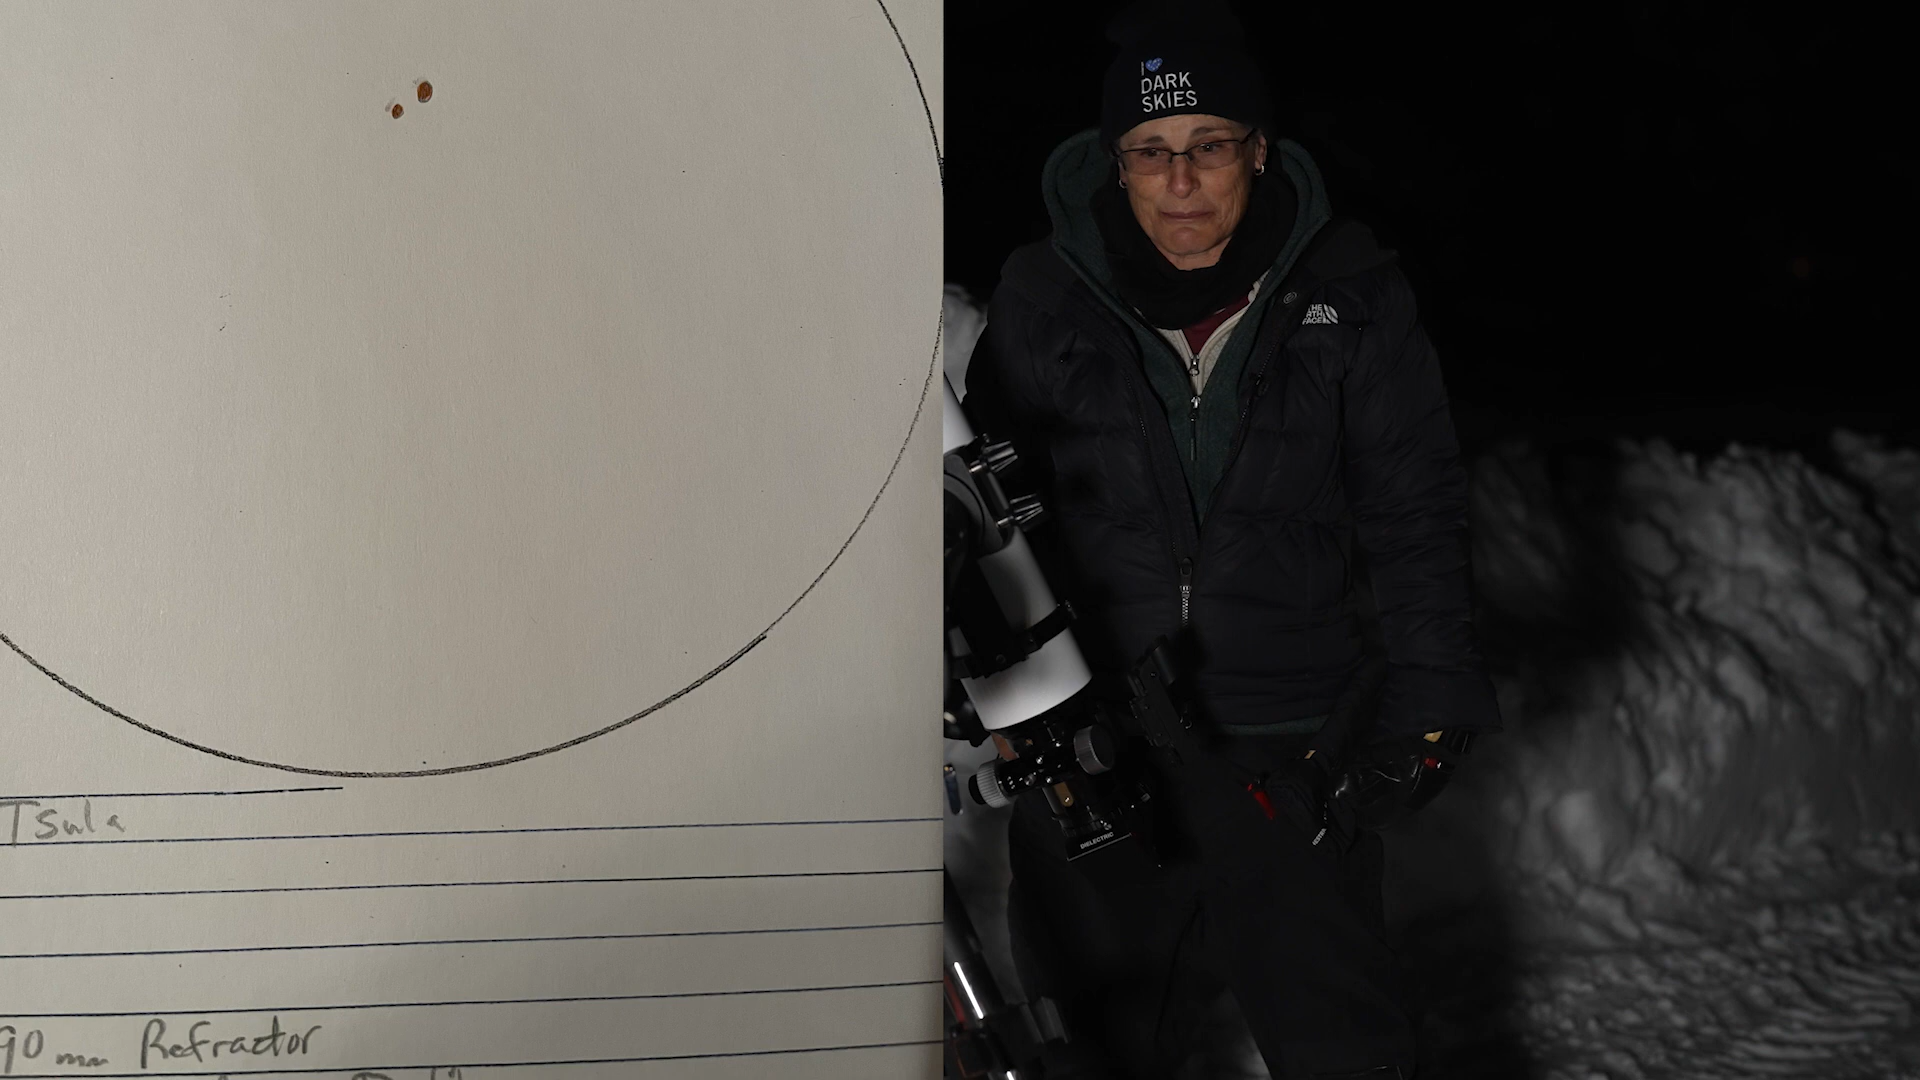 Tsula
90 mm Refractor
I
DARK
SKIES
THE
NORTH
FACE
DIELECTRIC